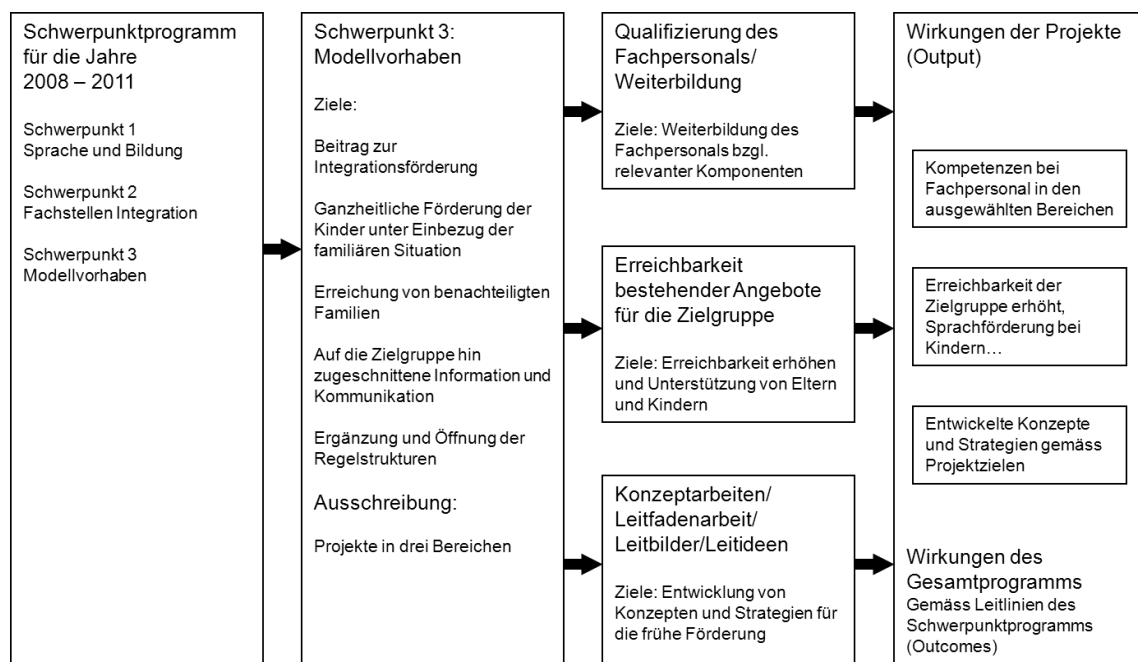 Schwerpunktprogramm
für die Jahre
2008 – 2011
Schwerpunkt 1
Sprache und Bildung
Schwerpunkt 2
Fachstellen Integration
Schwerpunkt 3
Modellvorhaben
Schwerpunkt 3:
Modellvorhaben
Ziele:
Beitrag zur
Integrationsförderung
Ganzheitliche Förderung der
Kinder unter Einbezug der
familiären Situation
Erreichung von benachteiligten
Familien
Auf die Zielgruppe hin
zugeschnittene Information und
Kommunikation
Ergänzung und Öffnung der
Regelstrukturen
Ausschreibung:
Projekte in drei Bereichen
Qualifizierung des
Fachpersonals/
Weiterbildung
Ziele: Weiterbildung des
Fachpersonals bzgl.
relevanter Komponenten
Erreichbarkeit
bestehender Angebote
für die Zielgruppe
Ziele: Erreichbarkeit erhöhen
und Unterstützung von Eltern
und Kindern
Konzeptarbeiten/
Leitfadenarbeit/
Leitbilder/Leitideen
Ziele: Entwicklung von
Konzepten und Strategien für
die frühe Förderung
Wirkungen der Projekte
(Output)
Kompetenzen bei
Fachpersonal in den
ausgewählten Bereichen
Erreichbarkeit der
Zielgruppe erhöht,
Sprachförderung bei
Kindern…
Entwickelte Konzepte
und Strategien gemäss
Projektzielen
Wirkungen des
Gesamtprogramms
Gemäss Leitlinien des
Schwerpunktprogramms
(Outcomes)